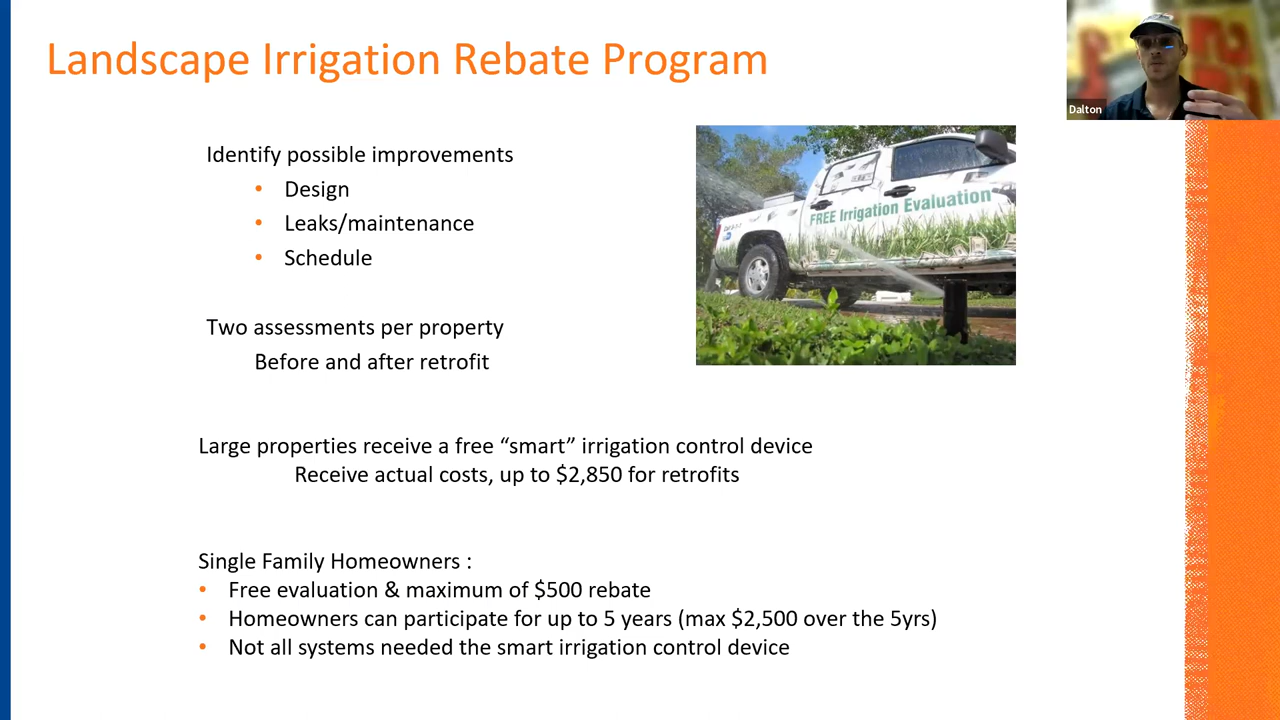 Landscape Irrigation Rebate Program
Dalton
Identify possible improvements
• Design
• Leaks/maintenance
• Schedule
FREE Irrigation Evaluation
Two assessments per property
Before and after retrofit
Large properties receive a free “smart” irrigation control device
Receive actual costs, up to $2,850 for retrofits
Single Family Homeowners :
• Free evaluation & maximum of $500 rebate
• Homeowners can participate for up to 5 years (max $2,500 over the 5yrs)
• Not all systems needed the smart irrigation control device